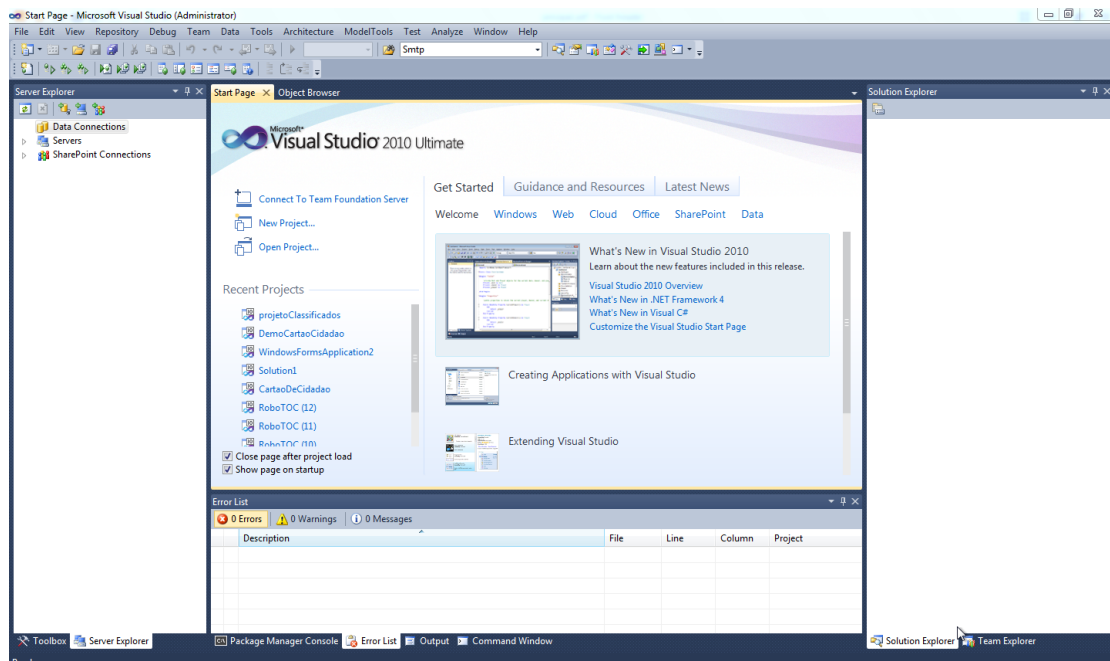 Start Page - Microsoft Visual Studio (Administrator)
File Edit View Repository Debug Team Data Tools Architecture ModelTools Test Analyze Window Help
Smtp
Server Explorer
Data Connections
Servers
SharePoint Connections
Start Page Object Browser
Microsoft
Visual Studio 2010 Ultimate
Connect To Team Foundation Server
New Project...
Open Project...
Recent Projects
projetoClassificados
DemoCartaoCidadao
WindowsFormsApplication2
Solution1
CartaoDeCidadao
RoboTOC (12)
RoboTOC (11)
RoboTOC (10)
Close page after project load
Show page on startup
Get Started Guidance and Resources Latest News
Welcome Windows Web Cloud Office SharePoint Data
What's New in Visual Studio 2010
Learn about the new features included in this release.
Visual Studio 2010 Overview
What's New in .NET Framework 4
What's New in Visual C#
Customize the Visual Studio Start Page
Creating Applications with Visual Studio
Extending Visual Studio
Error List
0 Errors 0 Warnings 0 Messages
Description File Line Column Project
Solution Explorer
Toolbox Server Explorer
Package Manager Console Error List Output Command Window
Solution Explorer Team Explorer